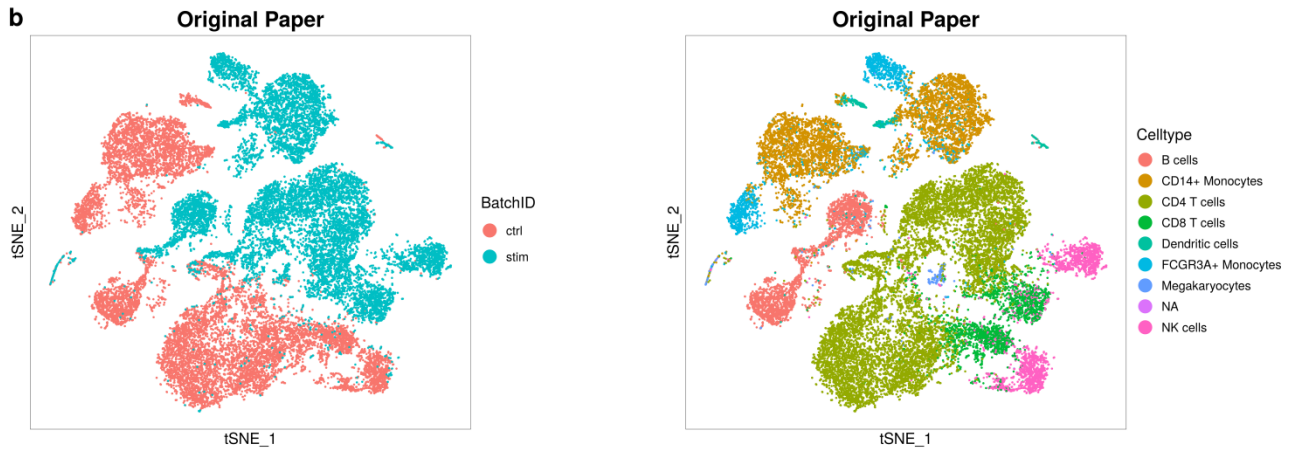 b
Original Paper
tSNE_2
tSNE_1
BatchID
ctrl
stim
Original Paper
tSNE_2
tSNE_1
Celltype
B cells
CD14+ Monocytes
CD4 T cells
CD8 T cells
Dendritic cells
FCGR3A+ Monocytes
Megakaryocytes
NA
NK cells